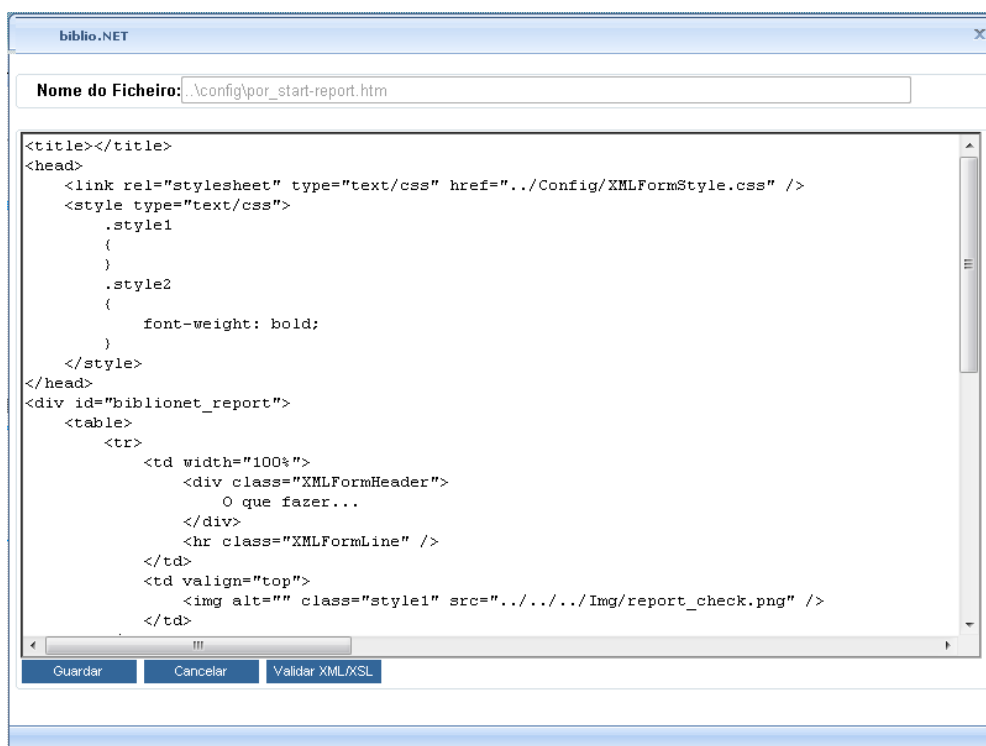 biblio.NET
x
Nome do Ficheiro: ..\config\por_start-report.htm
<title></title>
<head>
    <link rel="stylesheet" type="text/css" href="../Config/XMLFormStyle.css" />
    <style type="text/css">
        .style1
        {
        }
        .style2
        {
            font-weight: bold;
        }
    </style>
</head>
<div id="biblionet_report">
    <table>
        <tr>
            <td width="100%">
                <div class="XMLFormHeader">
                    O que fazer...
                </div>
                <hr class="XMLFormLine" />
            </td>
            <td valign="top">
                <img alt="" class="style1" src="../../../Img/report_check.png" />
            </td>
Guardar Cancelar Validar XML/XSL